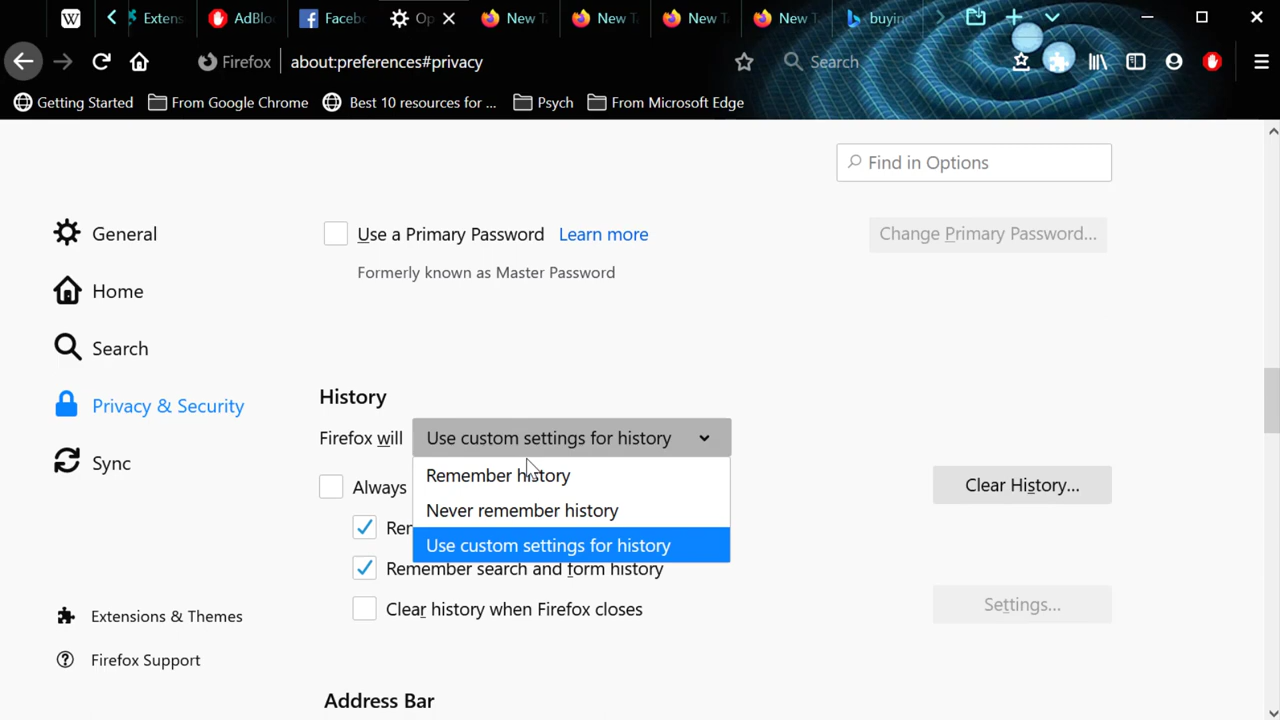 W Extens AdBlo Faceb Op New T New T New T New T buyin
Firefox about:preferences#privacy Search
Getting Started From Google Chrome Best 10 resources for ... Psych From Microsoft Edge
Find in Options
General
Use a Primary Password Learn more Change Primary Password...
Formerly known as Master Password
Home
Search
Privacy & Security
Sync
History
Firefox will Use custom settings for history
Remember history
Always
Clear History...
Never remember history
Rem
Use custom settings for history
Remember search and form history
Clear history when Firefox closes
Settings...
Extensions & Themes
Firefox Support
Address Bar